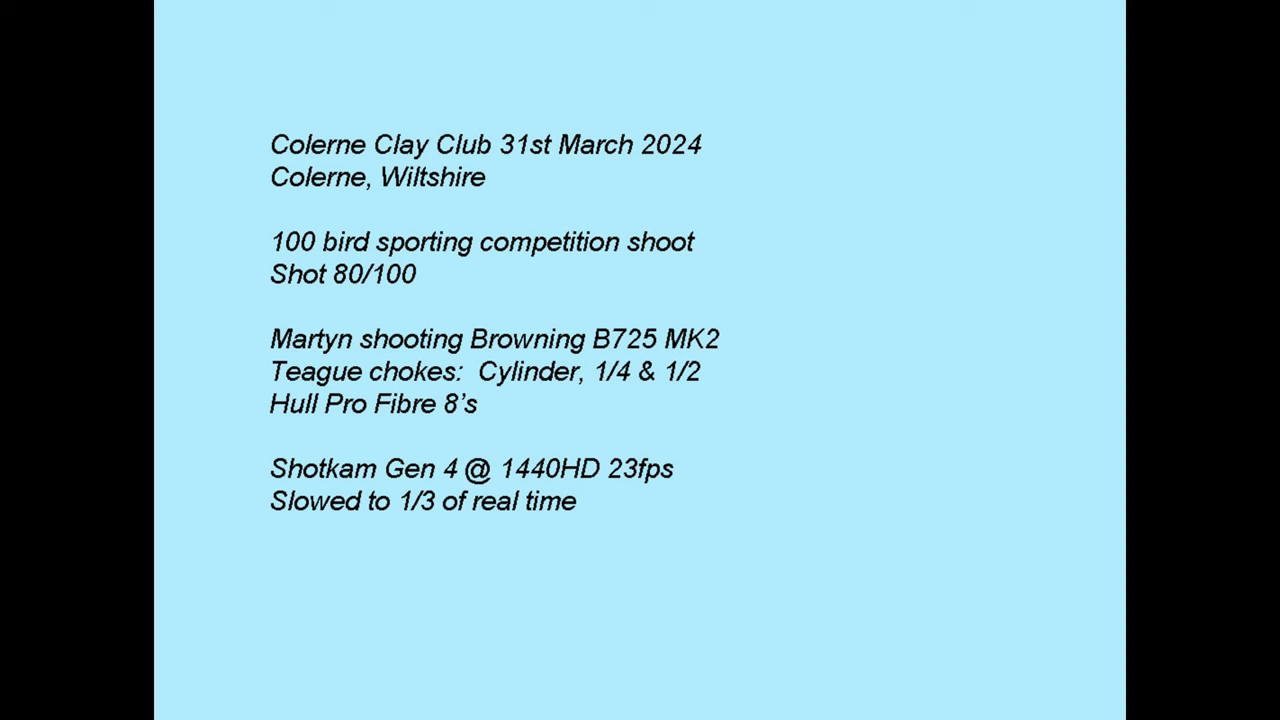 Colerne Clay Club 31st March 2024
Colerne, Wiltshire
100 bird sporting competition shoot
Shot 80/100
Martyn shooting Browning B725 MK2
Teague chokes:  Cylinder, 1/4 & 1/2
Hull Pro Fibre 8’s
Shotkam Gen 4 @ 1440HD 23fps
Slowed to 1/3 of real time